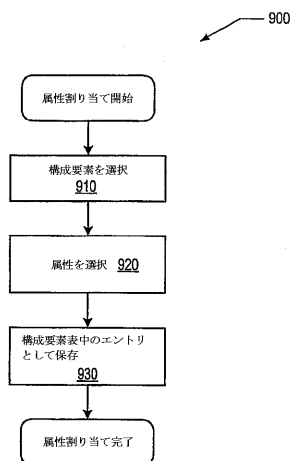 900
属性割り当て開始
構成要素を選択
910
属性を選択 920
構成要素表中のエントリ
として保存
930
属性割り当て完了